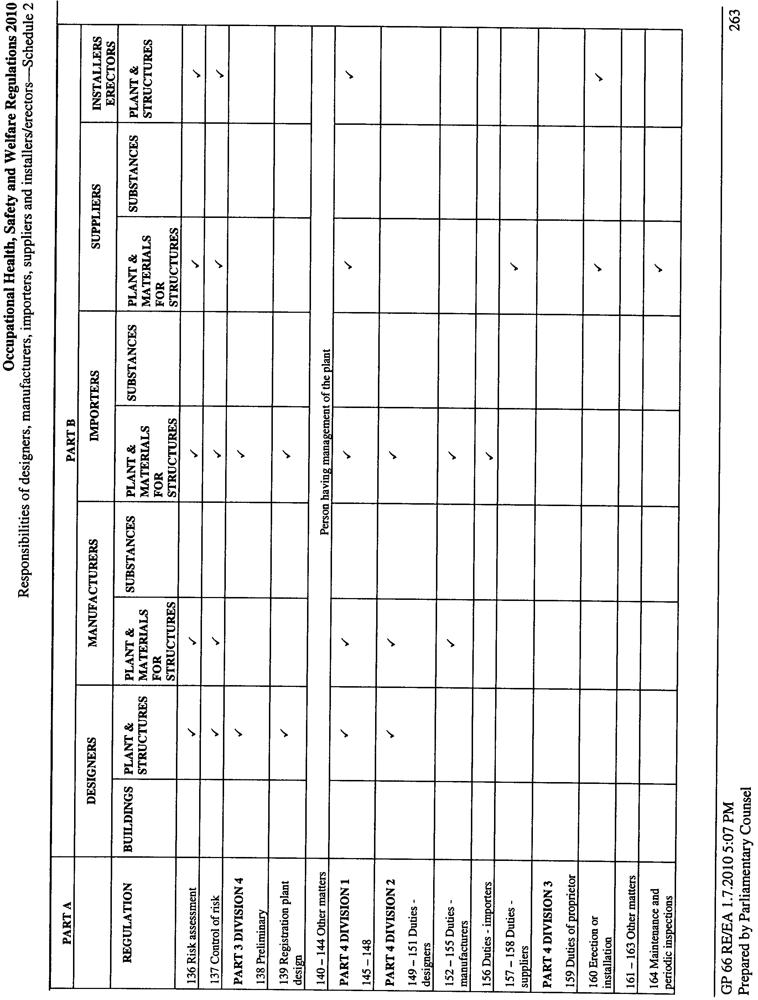 Occupational Health, Safety and Welfare Regulations 2010
Responsibilities of designers, manufacturers, importers, suppliers and installers/erectors—Schedule 2
PART A
PART B
DESIGNERS
MANUFACTURERS
IMPORTERS
SUPPLIERS
INSTALLERS
ERECTORS
REGULATION
BUILDINGS
PLANT &
STRUCTURES
PLANT &
MATERIALS
FOR
STRUCTURES
SUBSTANCES
PLANT &
MATERIALS
FOR
STRUCTURES
SUBSTANCES
PLANT &
MATERIALS
FOR
STRUCTURES
SUBSTANCES
PLANT &
STRUCTURES
136 Risk assessment ✓ ✓ ✓ ✓ ✓
137 Control of risk ✓ ✓ ✓ ✓ ✓
PART 3 DIVISION 4 ✓ ✓
138 Preliminary
139 Registration plant ✓ ✓
design
140 – 144 Other matters Person having management of the plant
PART 4 DIVISION 1 ✓ ✓ ✓ ✓ ✓
145 – 148
PART 4 DIVISION 2 ✓ ✓ ✓
149 – 151 Duties -
designers
152 – 155 Duties - ✓ ✓
manufacturers
156 Duties - importers ✓
157 – 158 Duties - ✓
suppliers
PART 4 DIVISION 3
159 Duties of proprietor
160 Erection or ✓ ✓
installation
161 – 163 Other matters
164 Maintenance and ✓
periodic inspections
GP 66 RE/EA 1.7.2010 5:07 PM
Prepared by Parliamentary Counsel
263